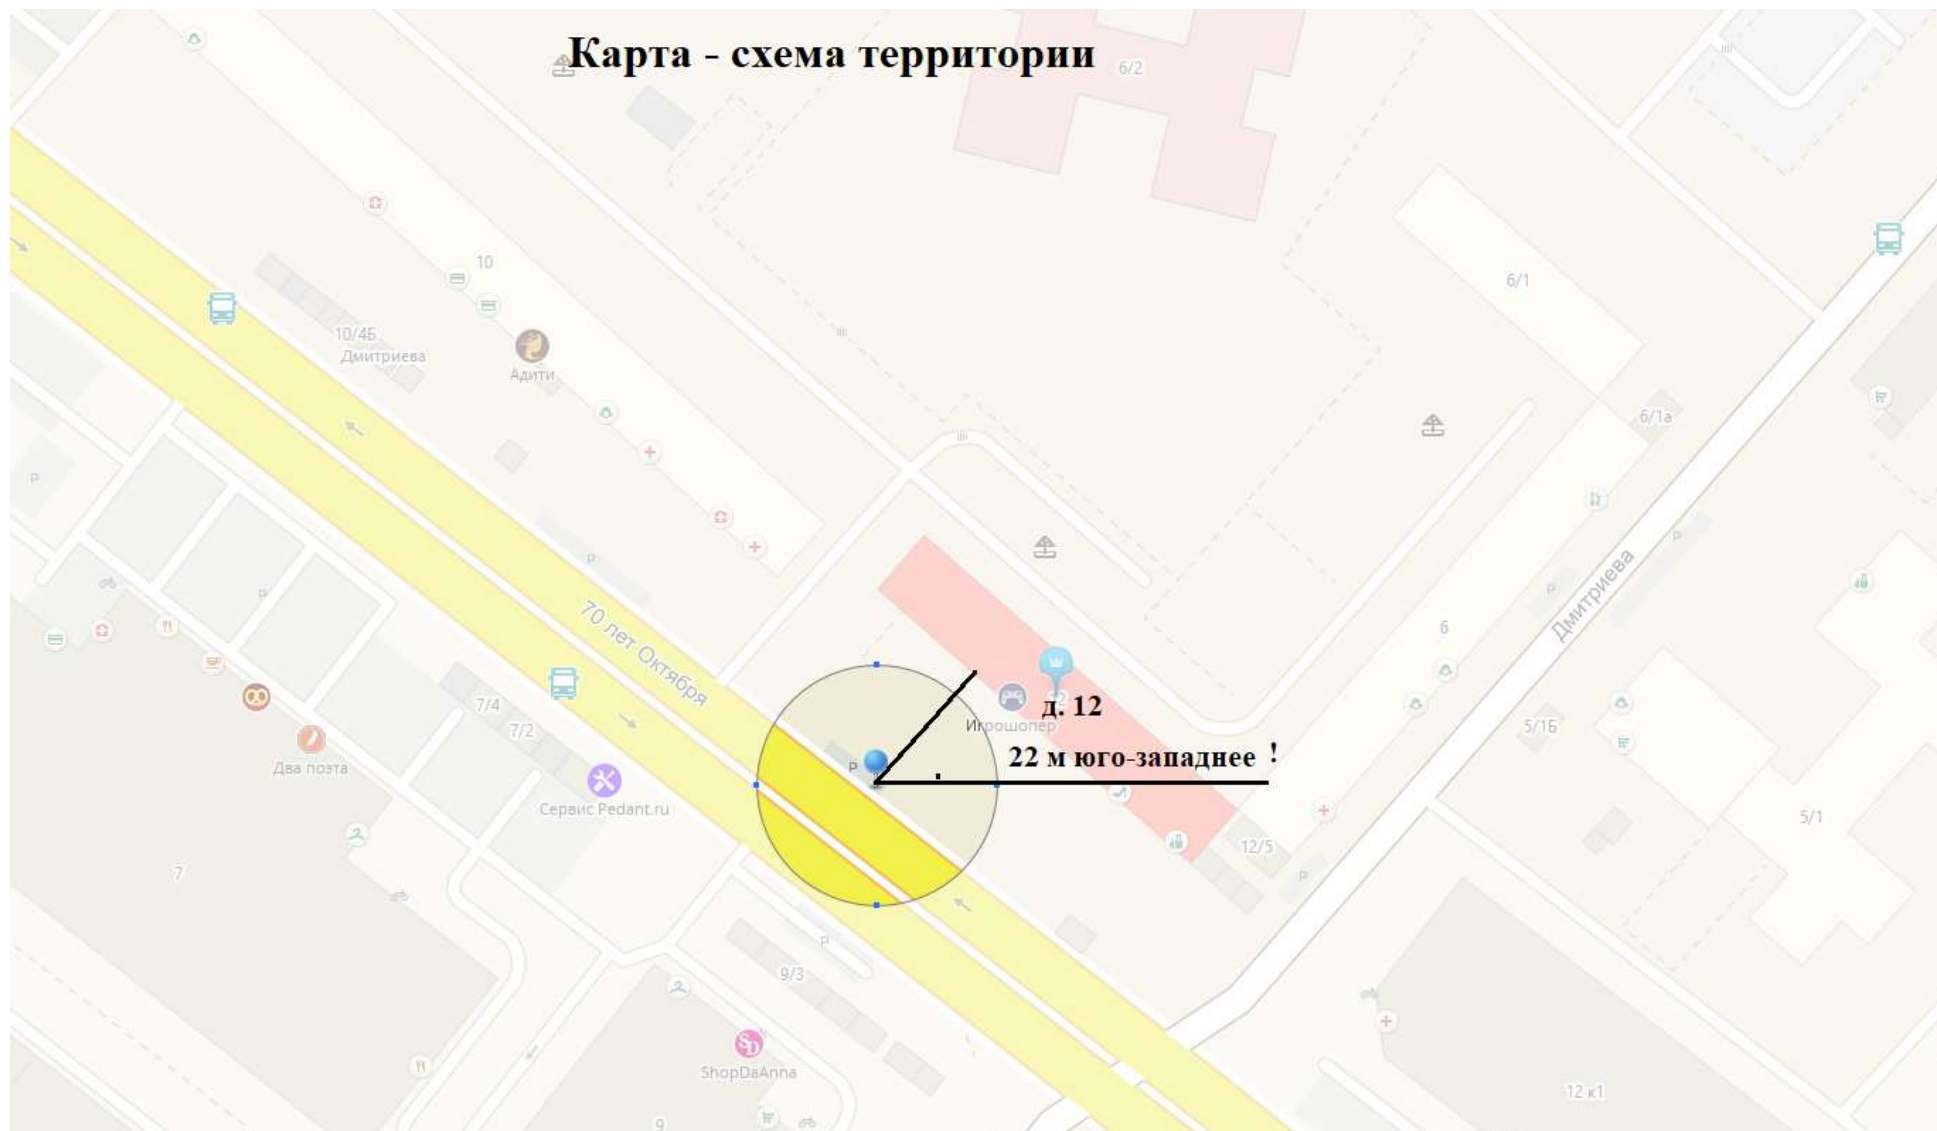 Карта - схема территории
6/2
10
6/1
10/4Б
Дмитриева
Адити
6/1а
P
P
P
P
P
70 лет Октября
Дмитриева
6
7/4
7/2
Игрошопер
д. 12
5/1Б
Два поэта
P
22 м юго-западнее !
Сервис Pedant.ru
5/1
12/5
7
P
P
9/3
SD
ShopDaAnna
12 к1
9